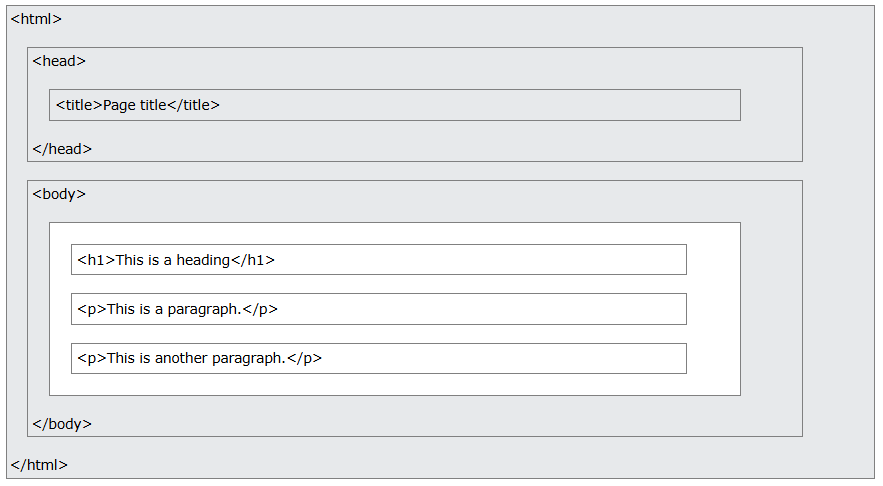 <html>
<head>
<title>Page title</title>
</head>
<body>
<h1>This is a heading</h1>
<p>This is a paragraph.</p>
<p>This is another paragraph.</p>
</body>
</html>